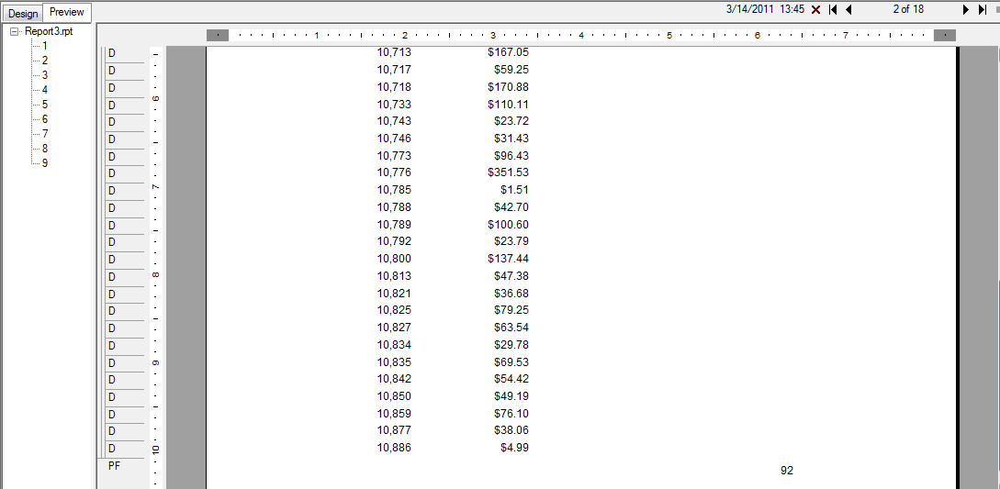 Design Preview 3/14/2011 13:45 2 of 18
Report3.rpt
1
2
3
4
5
6
7
8
9
1 2 3 4 5 6 7
D 10,713 $167.05
D 10,717 $59.25
D 10,718 $170.88
6
D 10,733 $110.11
D 10,743 $23.72
D 10,746 $31.43
D 10,773 $96.43
D 10,776 $351.53
7
D 10,785 $1.51
D 10,788 $42.70
D 10,789 $100.60
D 10,792 $23.79
D 10,800 $137.44
8
D 10,813 $47.38
D 10,821 $36.68
D 10,825 $79.25
D 10,827 $63.54
D 10,834 $29.78
9
D 10,835 $69.53
D 10,842 $54.42
D 10,850 $49.19
D 10,859 $76.10
D 10,877 $38.06
10
D 10,886 $4.99
PF 92